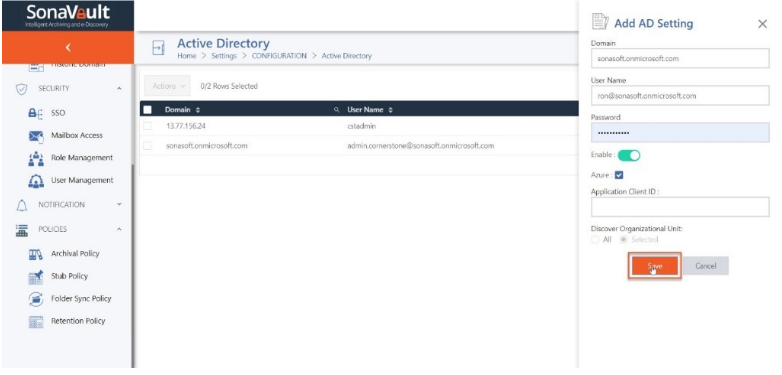 SonaVault
Intelligent Archiving and e-Discovery
Historic Domain
SECURITY
SSO
Mailbox Access
Role Management
User Management
NOTIFICATION
POLICIES
Archival Policy
Stub Policy
Folder Sync Policy
Retention Policy
Active Directory
Home > Settings > CONFIGURATION > Active Directory
Actions 0/2 Rows Selected
Domain User Name
13.77.156.24 cstadmin
sonasoft.onmicrosoft.com admin.cornerstone@sonasoft.onmicrosoft.com
Add AD Setting
Domain
sonasoft.onmicrosoft.com
User Name
ron@sonasoft.onmicrosoft.com
Password
Enable :
Azure :
Application Client ID :
Discover Organizational Unit:
All Selected
Save Cancel